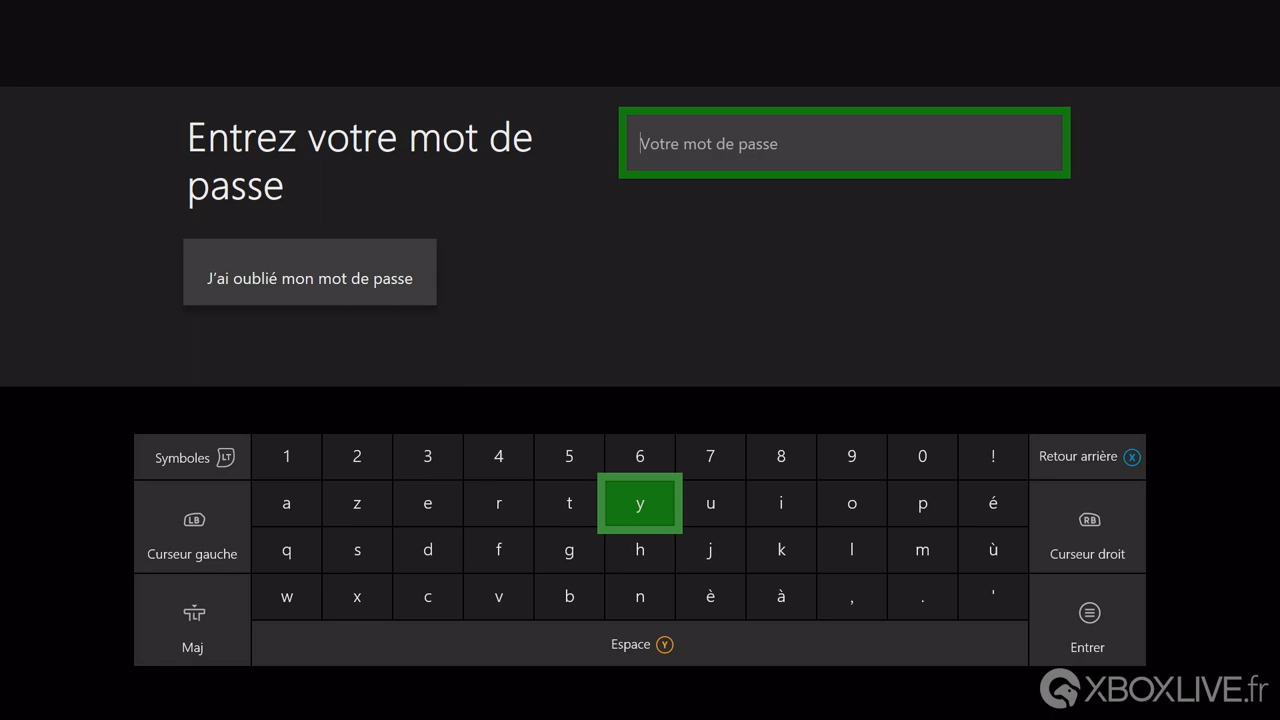 Entrez votre mot de
passe
Votre mot de passe
J'ai oublié mon mot de passe
Symboles LT 1 2 3 4 5 6 7 8 9 0 ! Retour arrière X
a z e r t y u i o p é
LB RB
Curseur gauche q s d f g h j k l m ù Curseur droit
w x c v b n è à , . '
Maj Espace Y Entrer
XBOXLIVE.fr